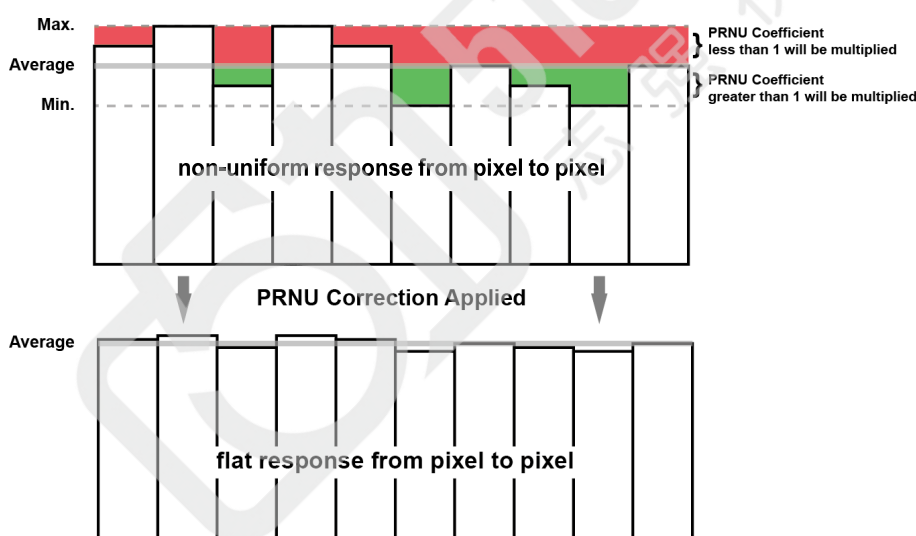 Max.
PRNU Coefficient
less than 1 will be multiplied
Average
PRNU Coefficient
greater than 1 will be multiplied
Min.
non-uniform response from pixel to pixel
PRNU Correction Applied
Average
flat response from pixel to pixel